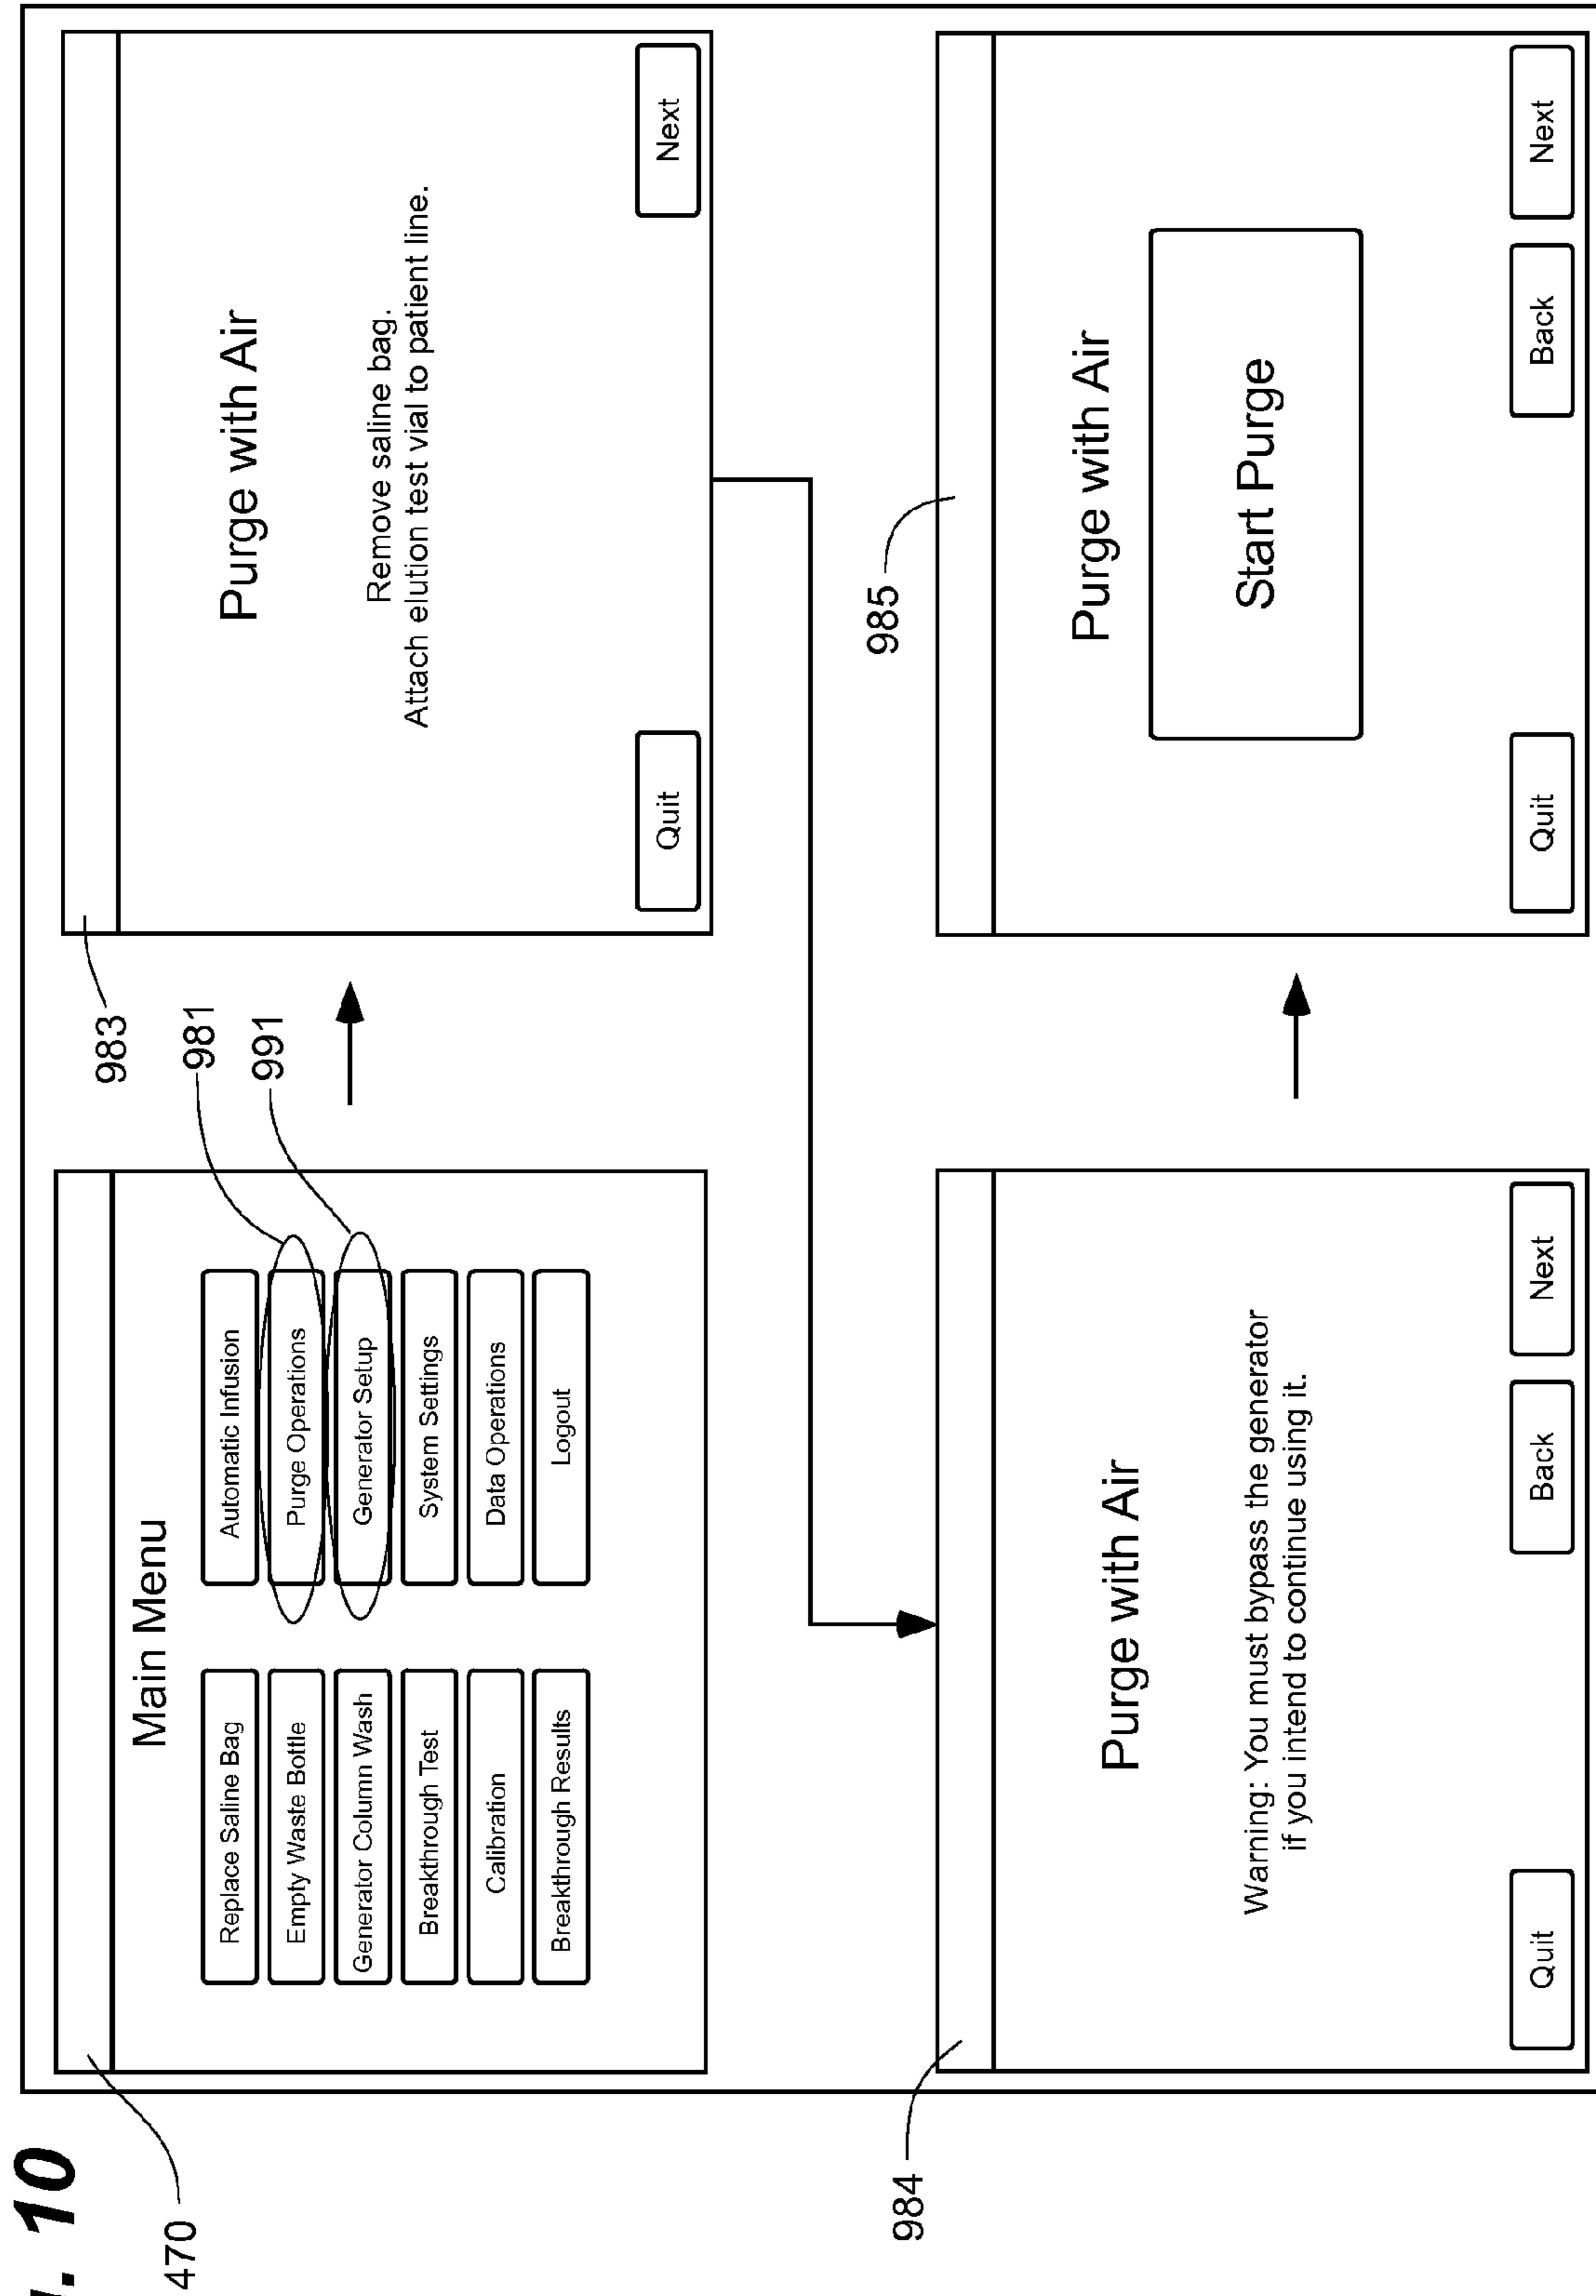 10
470
Main Menu
Replace Saline Bag
Empty Waste Bottle
Generator Column Wash
Breakthrough Test
Calibration
Breakthrough Results
Automatic Infusion
Purge Operations
Generator Setup
System Settings
Data Operations
Logout
981
991
983
Purge with Air
Remove saline bag.
Attach elution test vial to patient line.
Quit
Next
984
Purge with Air
Warning: You must bypass the generator
if you intend to continue using it.
Quit
Back
Next
985
Purge with Air
Start Purge
Quit
Back
Next